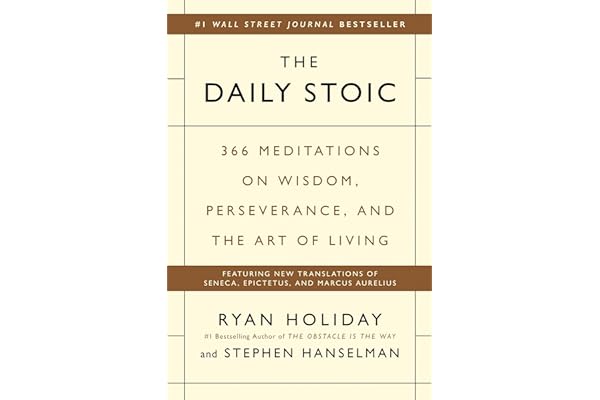 #1 WALL STREET JOURNAL BESTSELLER
THE
DAILY STOIC
366 MEDITATIONS
ON WISDOM,
PERSEVERANCE, AND
THE ART OF LIVING
FEATURING NEW TRANSLATIONS OF
SENECA, EPICTETUS, AND MARCUS AURELIUS
RYAN HOLIDAY
#1 Bestselling Author of THE OBSTACLE IS THE WAY
and STEPHEN HANSELMAN